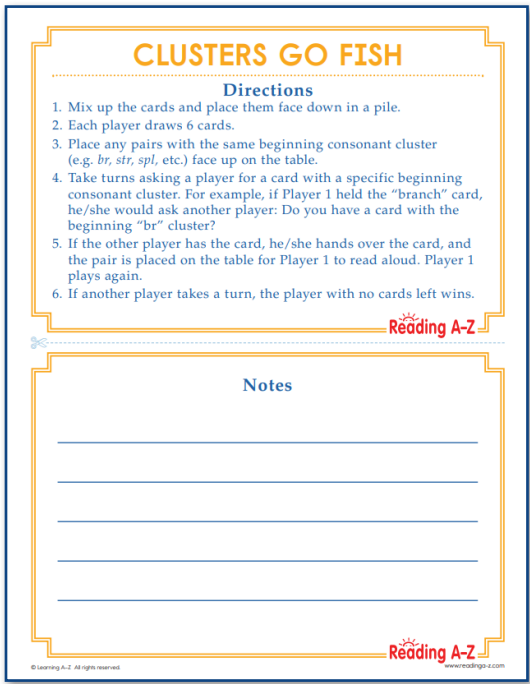 CLUSTERS GO FISH
Directions
1. Mix up the cards and place them face down in a pile.
2. Each player draws 6 cards.
3. Place any pairs with the same beginning consonant cluster
(e.g. br, str, spl, etc.) face up on the table.
4. Take turns asking a player for a card with a specific beginning
consonant cluster. For example, if Player 1 held the “branch” card,
he/she would ask another player: Do you have a card with the
beginning “br” cluster?
5. If the other player has the card, he/she hands over the card, and
the pair is placed on the table for Player 1 to read aloud. Player 1
plays again.
6. If another player takes a turn, the player with no cards left wins.
Reading A–Z
Notes
Reading A–Z
© Learning A–Z All rights reserved.
www.readinga-z.com